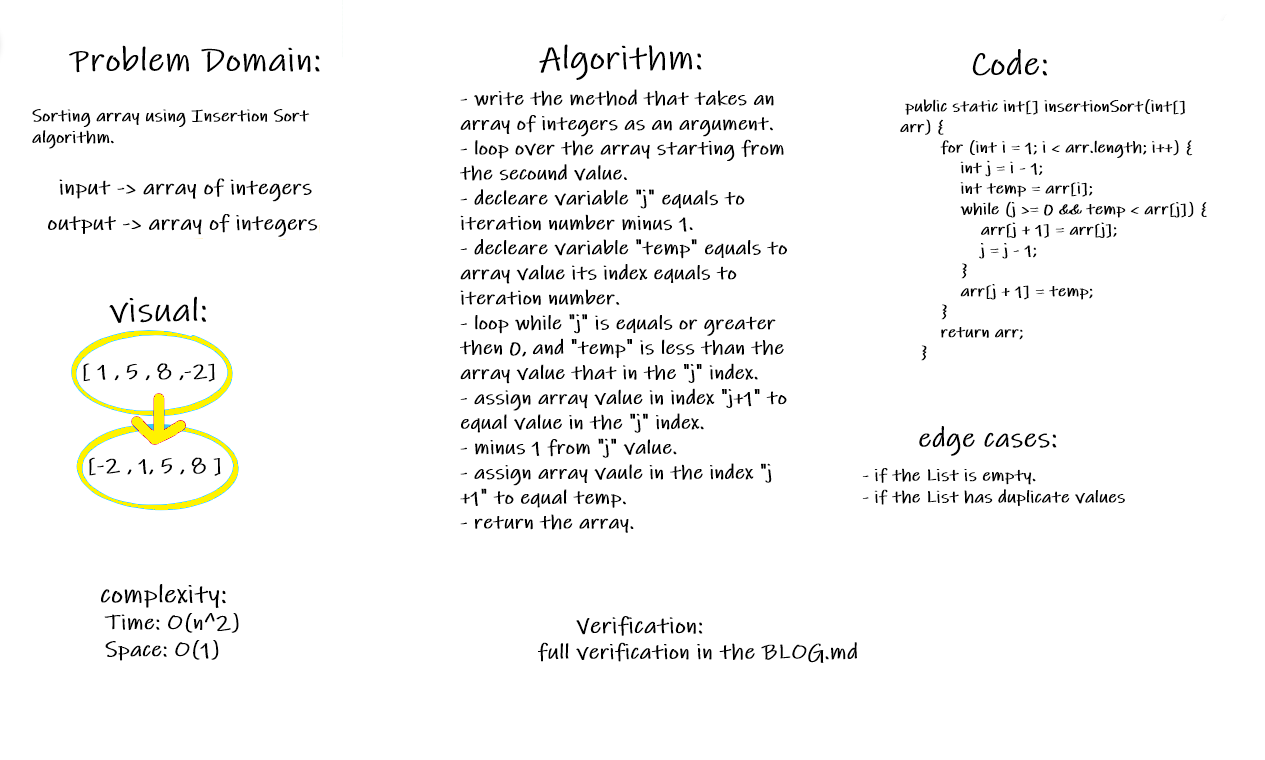 Problem Domain:
Sorting array using Insertion Sort
algorithm.
input -> array of integers
output -> array of integers
visual:
[ 1 , 5 , 8 ,-2]
[-2 , 1, 5 , 8 ]
complexity:
Time: O(n^2)
Space: O(1)
Algorithm:
- write the method that takes an
array of integers as an argument.
- loop over the array starting from
the secound value.
- decleare variable "j" equals to
iteration number minus 1.
- decleare variable "temp" equals to
array value its index equals to
iteration number.
- loop while "j" is equals or greater
then 0, and "temp" is less than the
array value that in the "j" index.
- assign array value in index "j+1" to
equal value in the "j" index.
- minus 1 from "j" value.
- assign array vaule in the index "j
+1" to equal temp.
- return the array.
Verification:
full verification in the BLOG.md
Code:
public static int[] insertionSort(int[]
arr) {
for (int i = 1; i < arr.length; i++) {
int j = i - 1;
int temp = arr[i];
while (j >= 0 && temp < arr[j]) {
arr[j + 1] = arr[j];
j = j - 1;
}
arr[j + 1] = temp;
}
return arr;
}
edge cases:
- if the List is empty.
- if the List has duplicate values